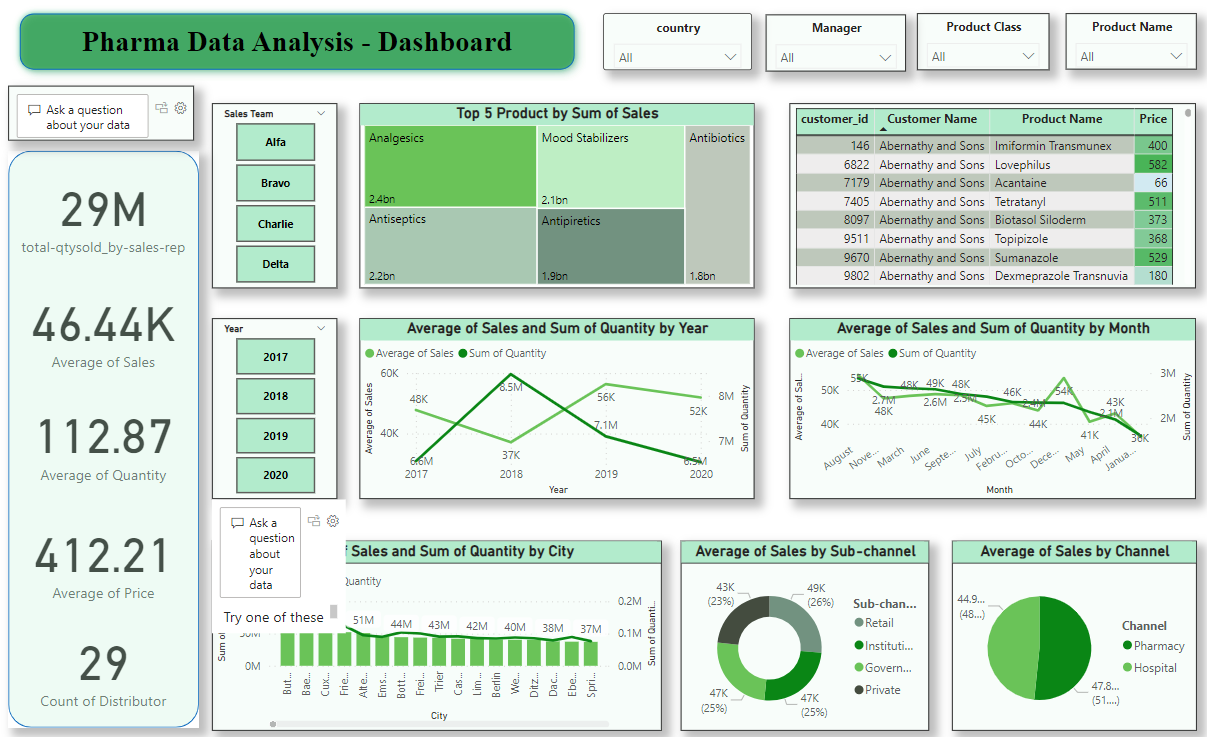 Pharma Data Analysis - Dashboard
country
All
Manager
All
Product Class
All
Product Name
All
Ask a question
about your data
29M
total-qtysold_by-sales-rep
46.44K
Average of Sales
112.87
Average of Quantity
412.21
Average of Price
29
Count of Distributor
Sales Team
Alfa
Bravo
Charlie
Delta
Top 5 Product by Sum of Sales
Analgesics
2.4bn
Mood Stabilizers
2.1bn
Antibiotics
1.8bn
Antiseptics
2.2bn
Antipiretics
1.9bn
customer_id Customer Name Product Name Price
146 Abernathy and Sons Imiformin Transmunex 400
6822 Abernathy and Sons Lovephilus 582
7179 Abernathy and Sons Acantaine 66
7405 Abernathy and Sons Tetratanyl 511
8097 Abernathy and Sons Biotasol Siloderm 373
9511 Abernathy and Sons Topipizole 368
9670 Abernathy and Sons Sumanazole 529
9802 Abernathy and Sons Dexmeprazole Transnuvia 180
Year
2017
2018
2019
2020
Average of Sales and Sum of Quantity by Year
Average of Sales Sum of Quantity
Average of Sales
60K
40K
48K
6.6M
8.5M
37K
56K
7.1M
52K
6.5M
8M
7M
Sum of Quantity
2017 2018 2019 2020
Year
Average of Sales and Sum of Quantity by Month
Average of Sales Sum of Quantity
Average of Sal...
50K
40K
55K
2.7M
48K
48K
49K
2.6M
48K
2.5M
45K
46K
2.4M
44K
54K
41K
43K
2.1M
36K
3M
2M
Sum of Quantity
August Nove... March June Septe... July Febru... Octo... Dece... May April Janua...
Month
Ask a
question
about
your
data
Try one of these
Sales and Sum of Quantity by City
Quantity
Sum of
50M
0M
51M 44M 43M 42M 40M 38M 37M
0.2M
0.1M
0.0M
Sum of Quanti...
But... Bae... Cux... Frie... Alte... Ems... Bott... Frei... Trier Cas... Lim ... Berlin We... Ditz... Dac... Ebe... Spri...
City
Average of Sales by Sub-channel
43K
(23%)
49K
(26%)
47K
(25%)
47K
(25%)
Sub-chan...
Retail
Instituti...
Govern...
Private
Average of Sales by Channel
44.9...
(48...)
47.8...
(51....)
Channel
Pharmacy
Hospital